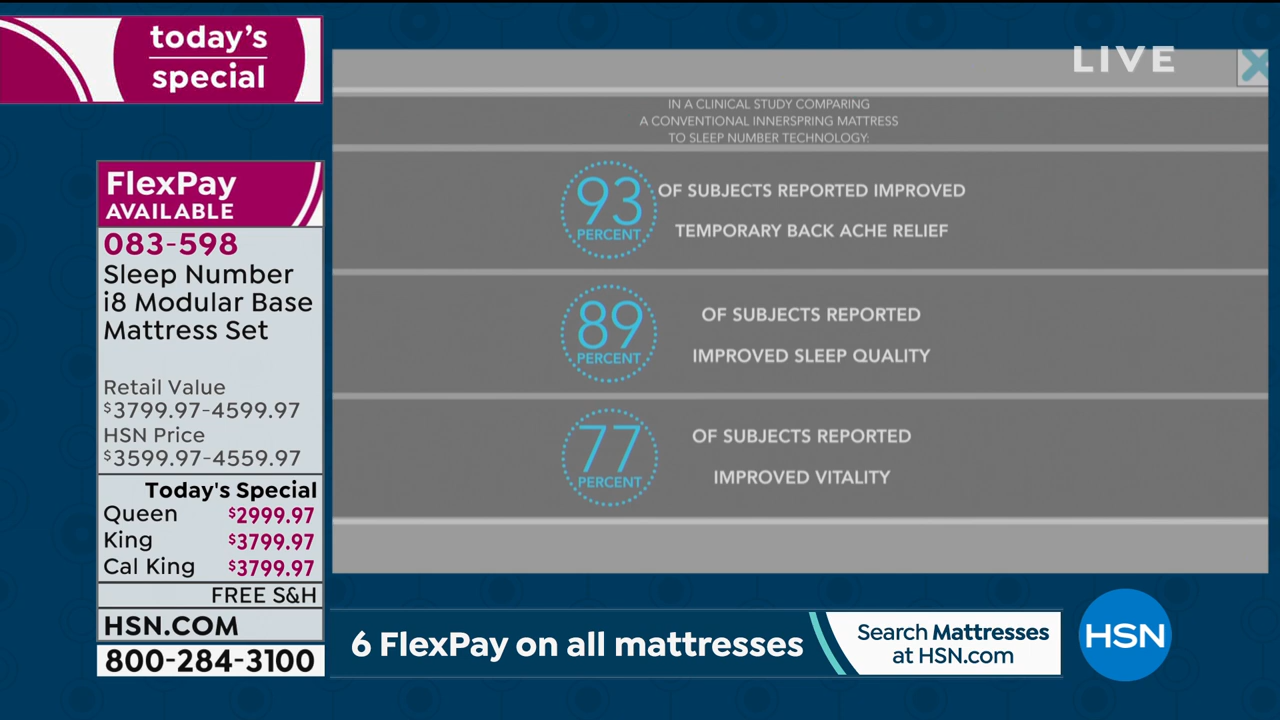 today's
special
FlexPay
AVAILABLE
083-598
Sleep Number
i8 Modular Base
Mattress Set
Retail Value
$3799.97-4599.97
HSN Price
$3599.97-4559.97
Today's Special
Queen $2999.97
King $3799.97
Cal King $3799.97
FREE S&H
HSN.COM
800-284-3100
LIVE
IN A CLINICAL STUDY COMPARING
A CONVENTIONAL INNERSPRING MATTRESS
TO SLEEP NUMBER TECHNOLOGY:
93
PERCENT
OF SUBJECTS REPORTED IMPROVED
TEMPORARY BACK ACHE RELIEF
89
PERCENT
OF SUBJECTS REPORTED
IMPROVED SLEEP QUALITY
77
PERCENT
OF SUBJECTS REPORTED
IMPROVED VITALITY
6 FlexPay on all mattresses
Search Mattresses
at HSN.com
HSN